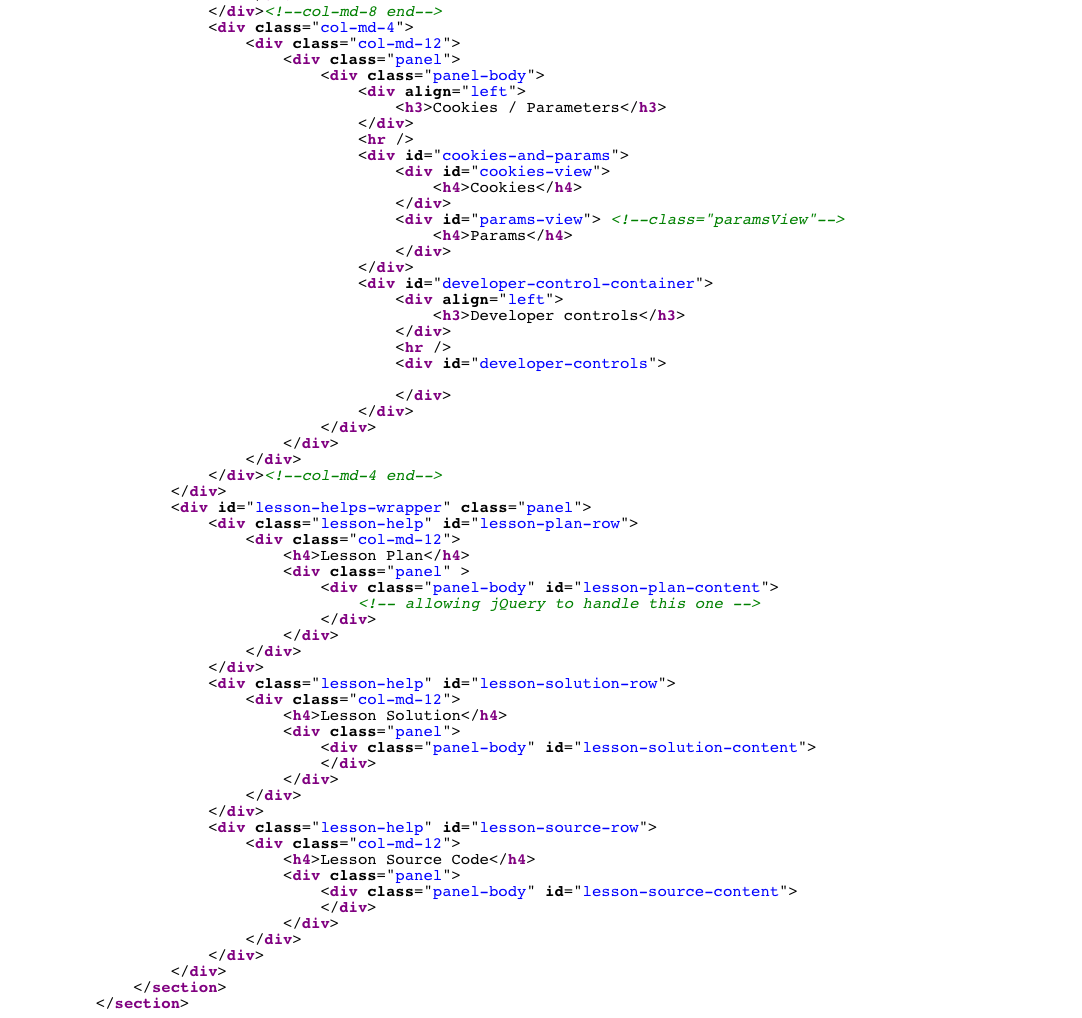 </div><!--col-md-8 end-->
<div class="col-md-4">
<div class="col-md-12">
<div class="panel">
<div class="panel-body">
<div align="left">
<h3>Cookies / Parameters</h3>
</div>
<hr />
<div id="cookies-and-params">
<div id="cookies-view">
<h4>Cookies</h4>
</div>
<div id="params-view"> <!--class="paramsView"-->
<h4>Params</h4>
</div>
</div>
<div id="developer-control-container">
<div align="left">
<h3>Developer controls</h3>
</div>
<hr />
<div id="developer-controls">
</div>
</div>
</div>
</div>
</div>
</div><!--col-md-4 end-->
</div>
<div id="lesson-helps-wrapper" class="panel">
<div class="lesson-help" id="lesson-plan-row">
<div class="col-md-12">
<h4>Lesson Plan</h4>
<div class="panel" >
<div class="panel-body" id="lesson-plan-content">
<!-- allowing jQuery to handle this one -->
</div>
</div>
</div>
</div>
<div class="lesson-help" id="lesson-solution-row">
<div class="col-md-12">
<h4>Lesson Solution</h4>
<div class="panel">
<div class="panel-body" id="lesson-solution-content">
</div>
</div>
</div>
</div>
<div class="lesson-help" id="lesson-source-row">
<div class="col-md-12">
<h4>Lesson Source Code</h4>
<div class="panel">
<div class="panel-body" id="lesson-source-content">
</div>
</div>
</div>
</div>
</div>
</section>
</section>